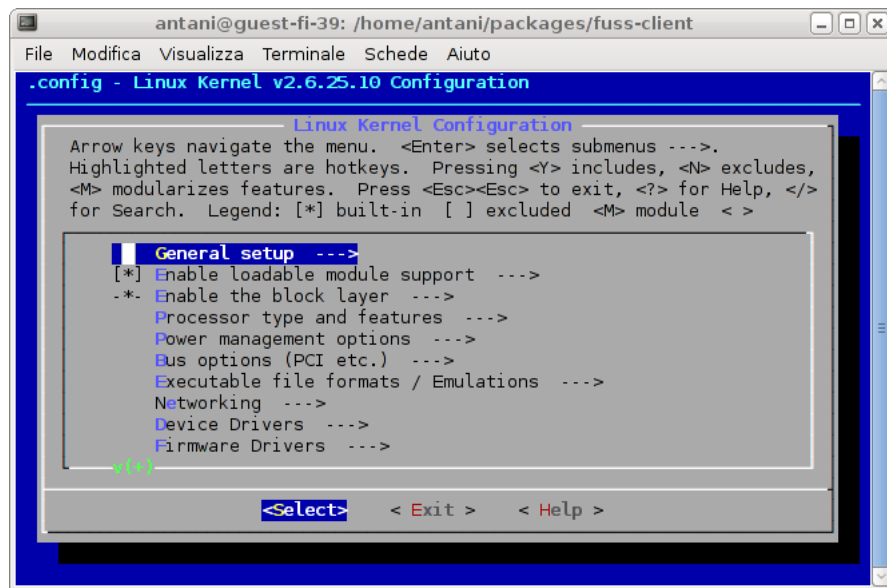 antani@guest-fi-39: /home/antani/packages/fuss-client
File Modifica Visualizza Terminale Schede Aiuto
.config - Linux Kernel v2.6.25.10 Configuration
Linux Kernel Configuration
Arrow keys navigate the menu. <Enter> selects submenus --->.
Highlighted letters are hotkeys. Pressing <Y> includes, <N> excludes,
<M> modularizes features. Press <Esc><Esc> to exit, <?> for Help, </>
for Search. Legend: [*] built-in [ ] excluded <M> module < >
General setup --->
[*] Enable loadable module support --->
-*- Enable the block layer --->
Processor type and features --->
Power management options --->
Bus options (PCI etc.) --->
Executable file formats / Emulations --->
Networking --->
Device Drivers --->
Firmware Drivers --->
v(+)
<Select> < Exit > < Help >